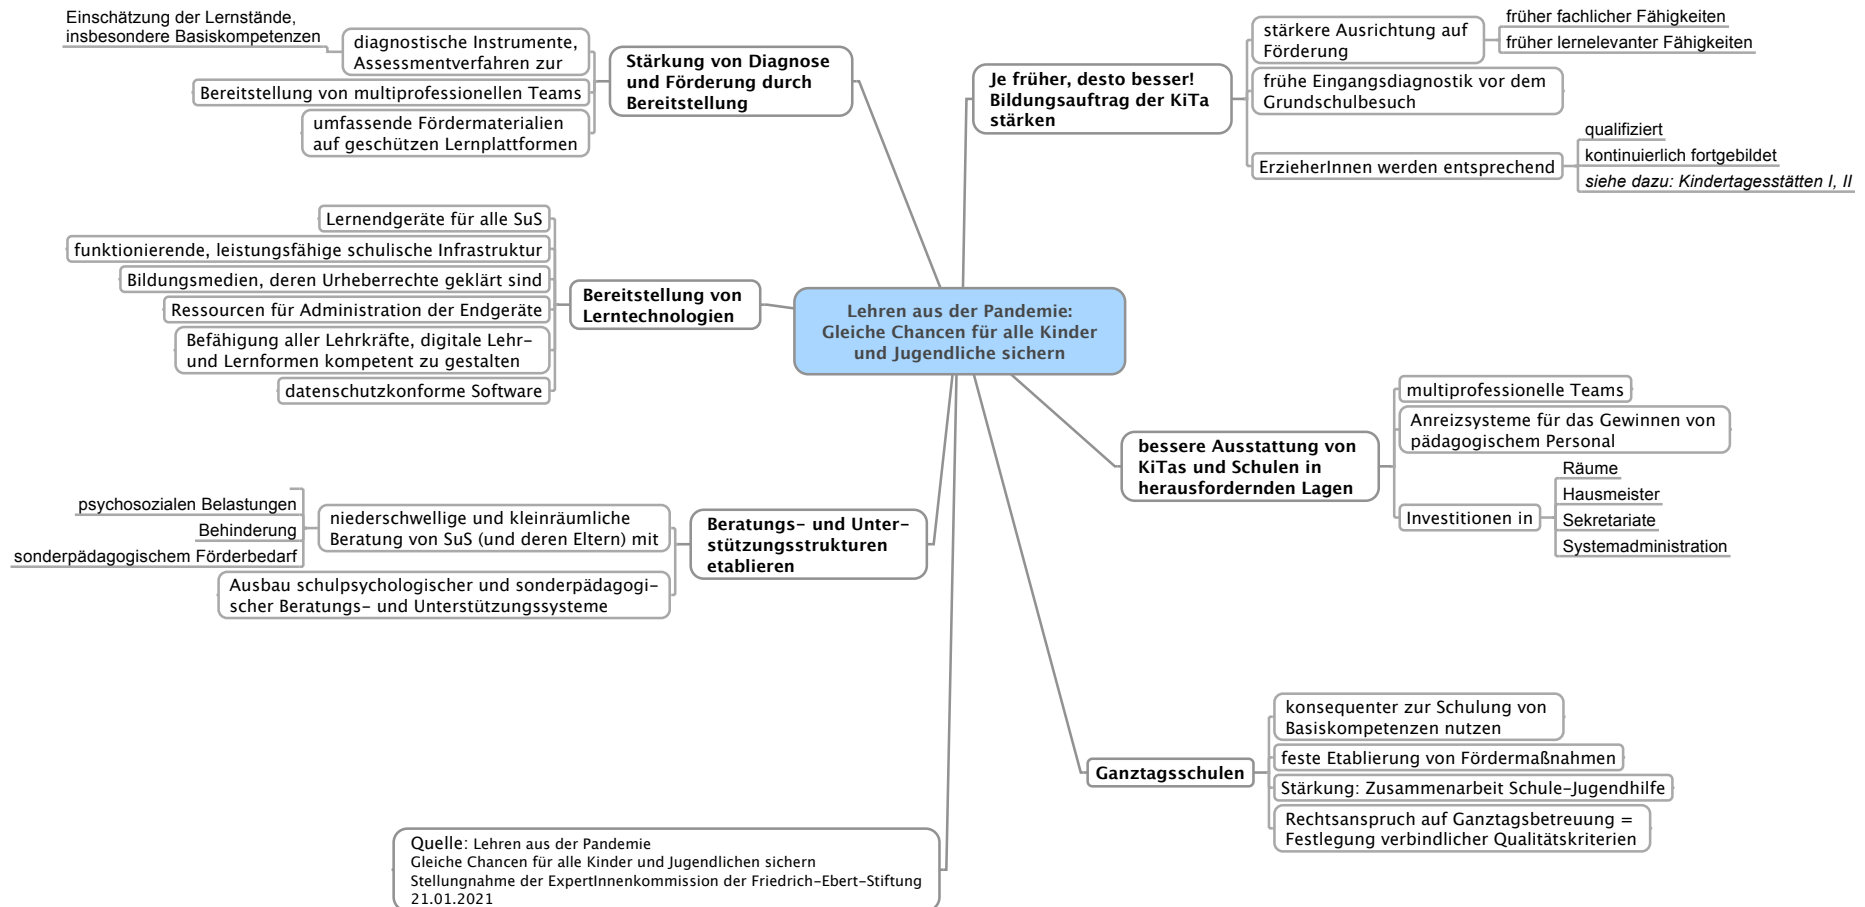 Lehren aus der Pandemie:
Gleiche Chancen für alle Kinder
und Jugendliche sichern
Stärkung von Diagnose
und Förderung durch
Bereitstellung
diagnostische Instrumente,
Assessmentverfahren zur
Einschätzung der Lernstände,
insbesondere Basiskompetenzen
Bereitstellung von multiprofessionellen Teams
umfassende Fördermaterialien
auf geschützen Lernplattformen
Bereitstellung von
Lerntechnologien
Lernendgeräte für alle SuS
funktionierende, leistungsfähige schulische Infrastruktur
Bildungsmedien, deren Urheberrechte geklärt sind
Ressourcen für Administration der Endgeräte
Befähigung aller Lehrkräfte, digitale Lehr-
und Lernformen kompetent zu gestalten
datenschutzkonforme Software
Beratungs- und Unter-
stützungsstrukturen
etablieren
niederschwellige und kleinräumliche
Beratung von SuS (und deren Eltern) mit
psychosozialen Belastungen
Behinderung
sonderpädagogischem Förderbedarf
Ausbau schulpsychologischer und sonderpädagogi-
scher Beratungs- und Unterstützungssysteme
Quelle: Lehren aus der Pandemie
Gleiche Chancen für alle Kinder und Jugendlichen sichern
Stellungnahme der ExpertInnenkommission der Friedrich-Ebert-Stiftung
21.01.2021
Je früher, desto besser!
Bildungsauftrag der KiTa
stärken
stärkere Ausrichtung auf
Förderung
früher fachlicher Fähigkeiten
früher lernelevanter Fähigkeiten
frühe Eingangsdiagnostik vor dem
Grundschulbesuch
ErzieherInnen werden entsprechend
qualifiziert
kontinuierlich fortgebildet
siehe dazu: Kindertagesstätten I, II
bessere Ausstattung von
KiTas und Schulen in
herausfordernden Lagen
multiprofessionelle Teams
Anreizsysteme für das Gewinnen von
pädagogischem Personal
Investitionen in
Räume
Hausmeister
Sekretariate
Systemadministration
Ganztagsschulen
konsequenter zur Schulung von
Basiskompetenzen nutzen
feste Etablierung von Fördermaßnahmen
Stärkung: Zusammenarbeit Schule-Jugendhilfe
Rechtsanspruch auf Ganztagsbetreuung =
Festlegung verbindlicher Qualitätskriterien